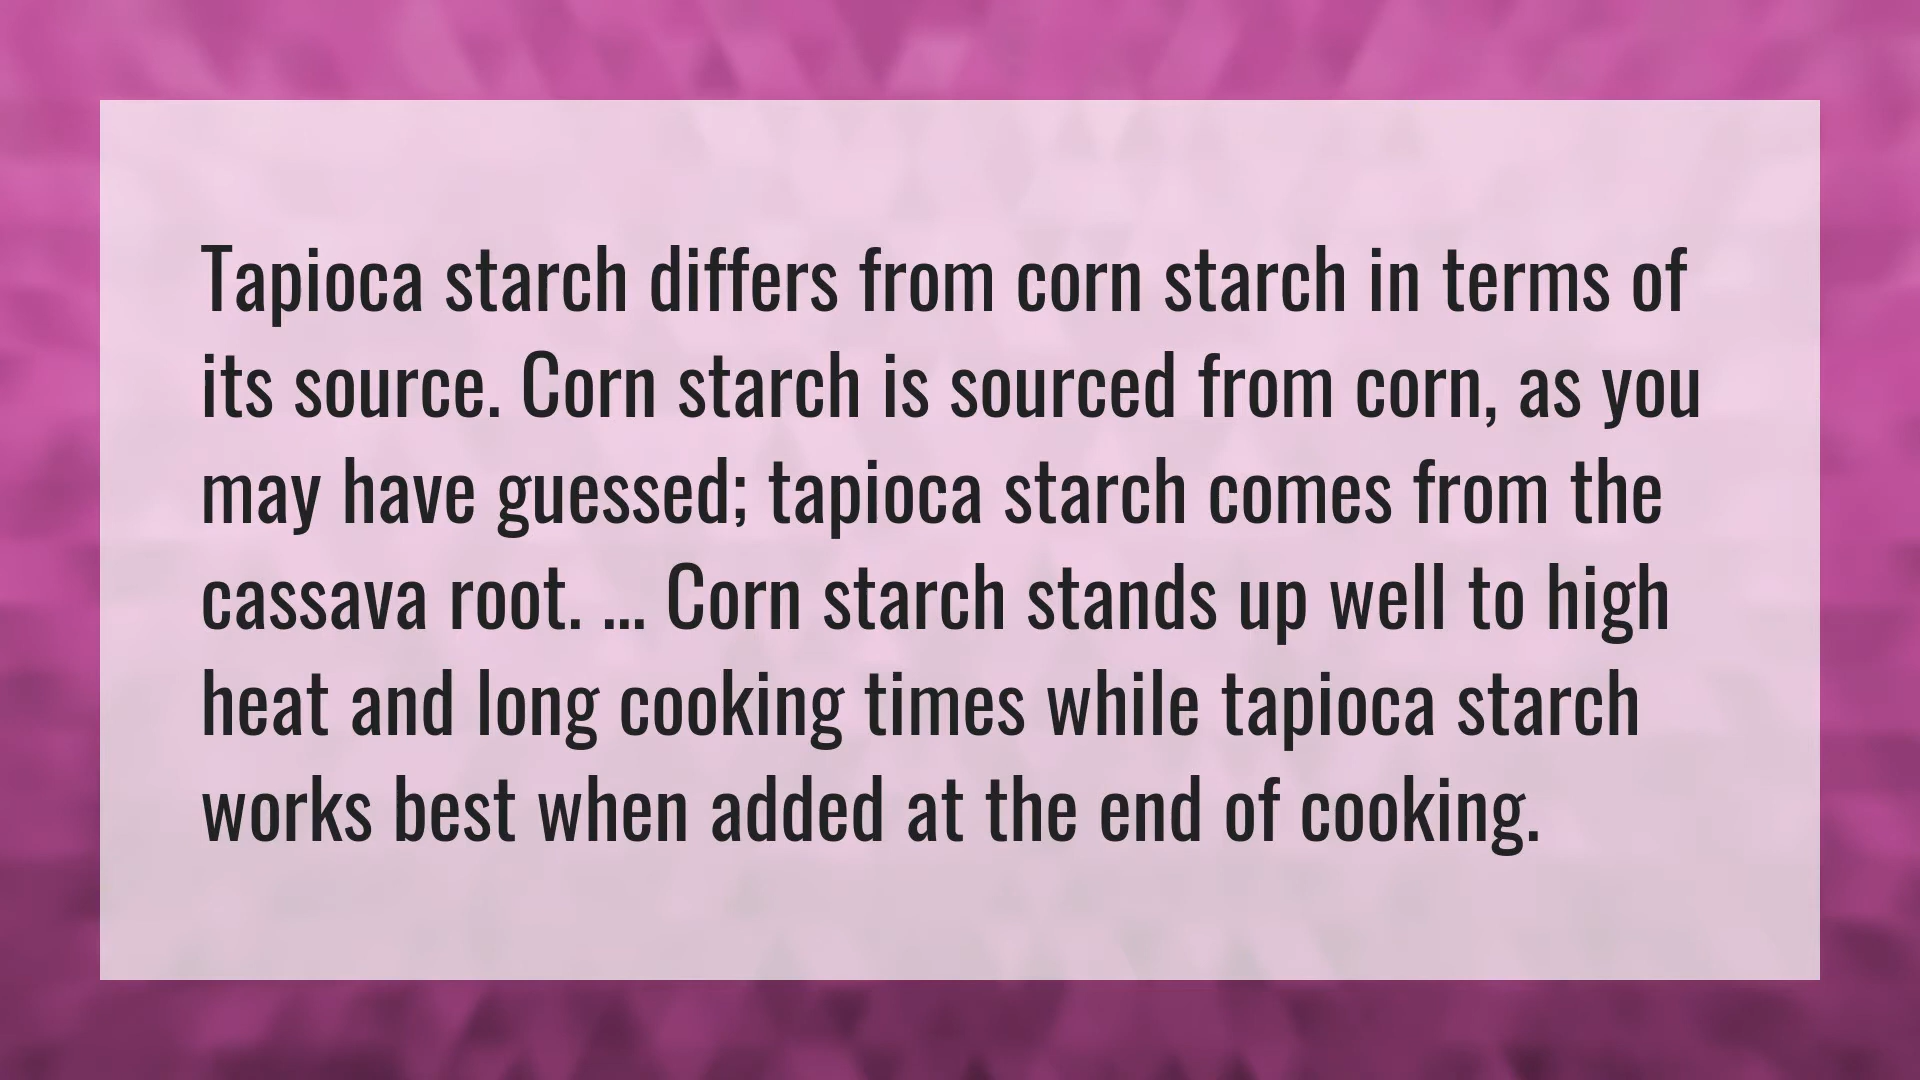 Tapioca starch differs from corn starch in terms of
its source. Corn starch is sourced from corn, as you
may have guessed; tapioca starch comes from the
cassava root. ... Corn starch stands up well to high
heat and long cooking times while tapioca starch
works best when added at the end of cooking.